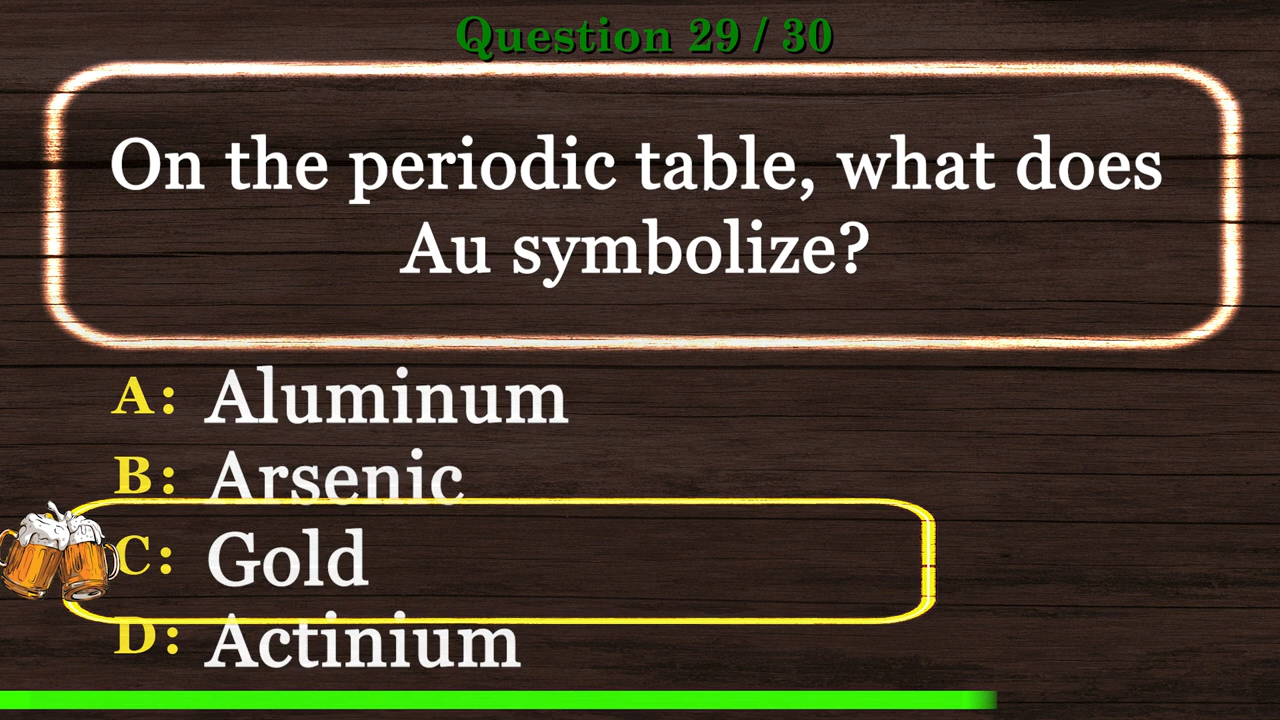 Question 29 / 30
On the periodic table, what does
Au symbolize?
A: Aluminum
B: Arsenic
C: Gold
D: Actinium